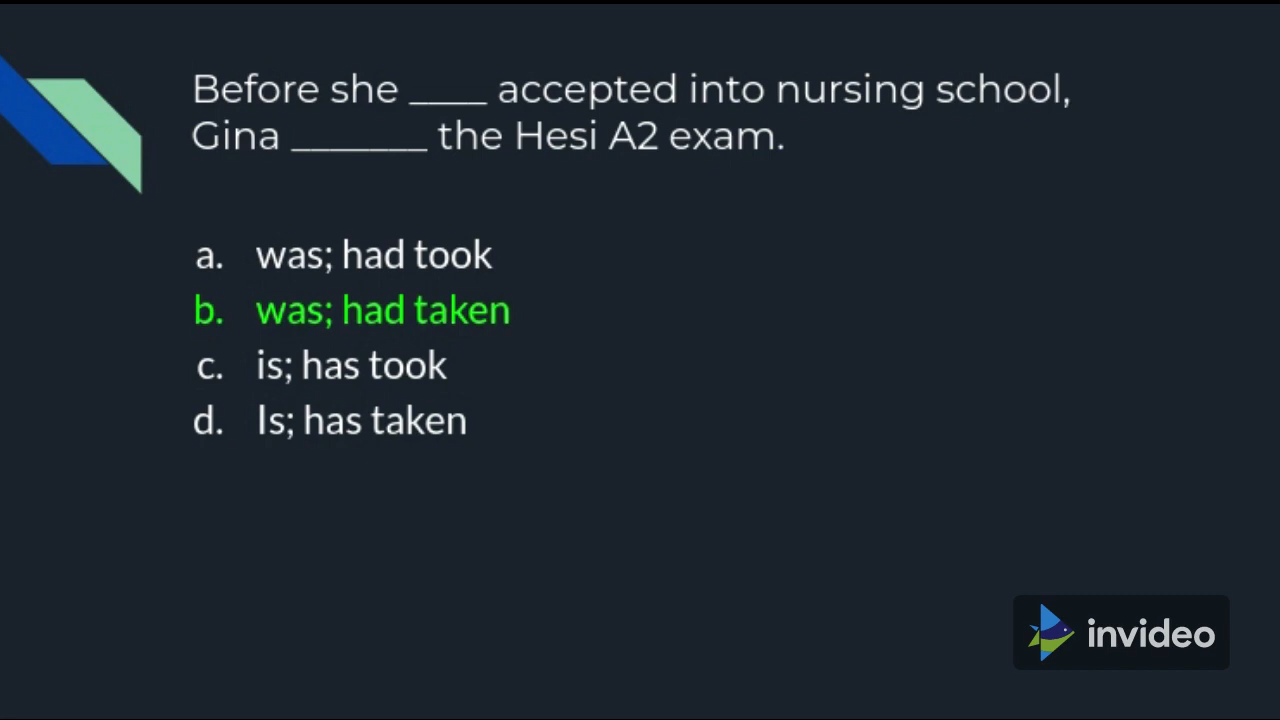 Before she ____ accepted into nursing school,
Gina _______ the Hesi A2 exam.
a. was; had took
b. was; had taken
c. is; has took
d. Is; has taken
invideo